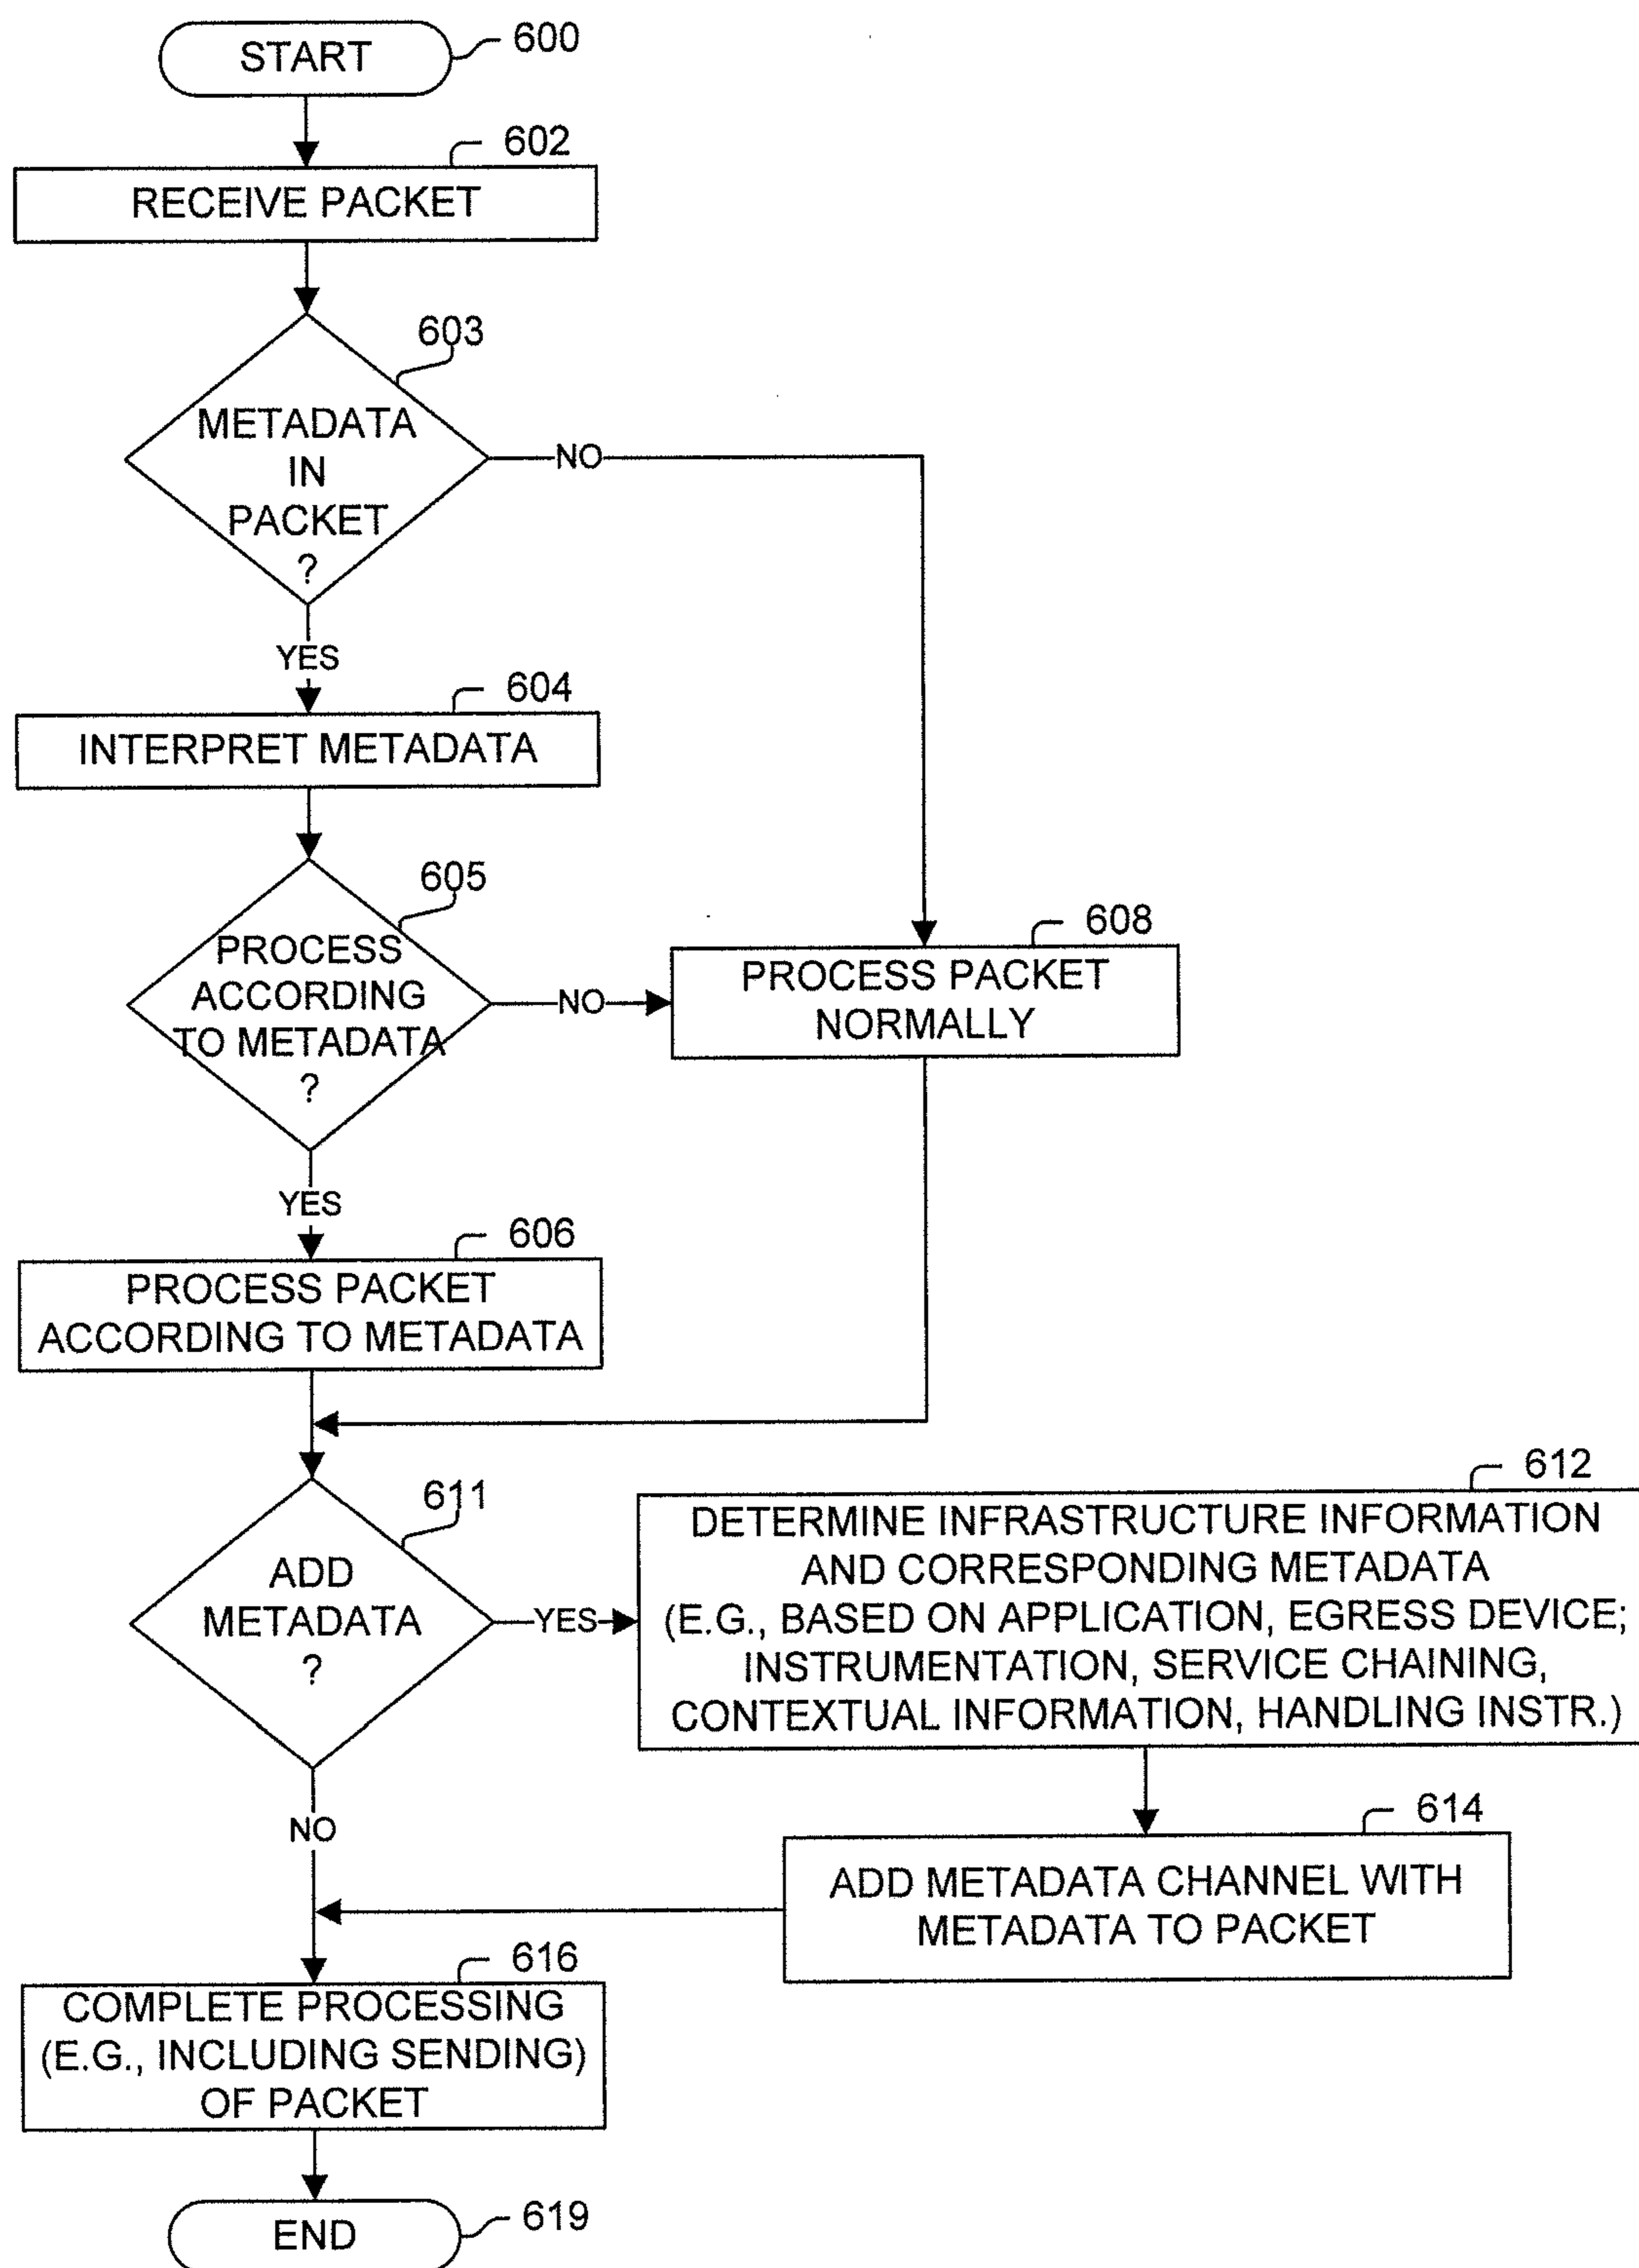 START
600
602
RECEIVE PACKET
603
METADATA
IN
PACKET
?
NO
YES
604
INTERPRET METADATA
605
PROCESS
ACCORDING
TO METADATA
?
NO
608
PROCESS PACKET
NORMALLY
YES
606
PROCESS PACKET
ACCORDING TO METADATA
611
ADD
METADATA
?
YES
612
DETERMINE INFRASTRUCTURE INFORMATION
AND CORRESPONDING METADATA
(E.G., BASED ON APPLICATION, EGRESS DEVICE;
INSTRUMENTATION, SERVICE CHAINING,
CONTEXTUAL INFORMATION, HANDLING INSTR.)
NO
614
ADD METADATA CHANNEL WITH
METADATA TO PACKET
616
COMPLETE PROCESSING
(E.G., INCLUDING SENDING)
OF PACKET
END
619